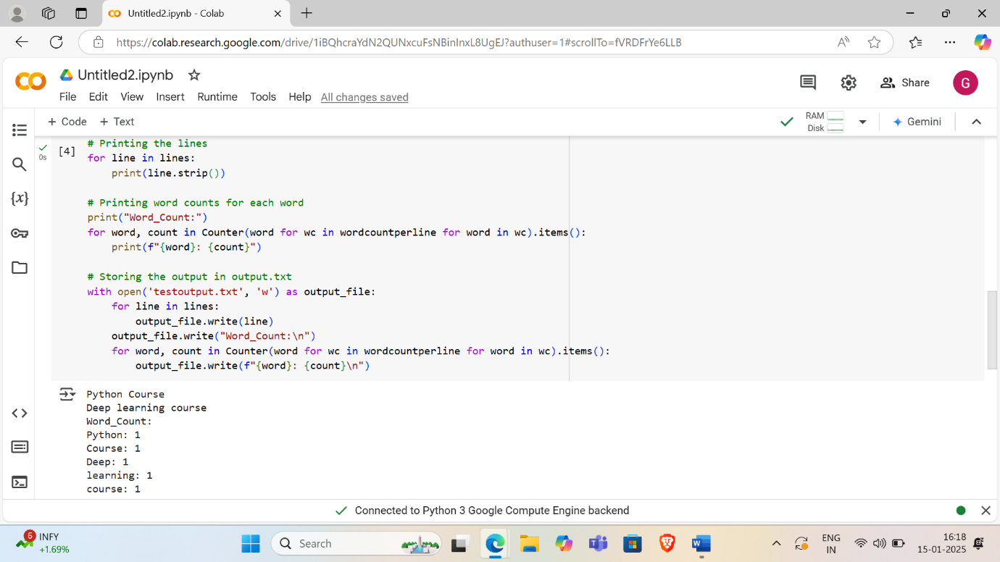 Untitled2.ipynb - Colab
https://colab.research.google.com/drive/1iBQhcraYdN2QUNxcuFsNBinInxL8UgEJ?authuser=1#scrollTo=fVRDFrYe6LLB
Untitled2.ipynb
File Edit View Insert Runtime Tools Help All changes saved
Share
G
+ Code + Text
RAM
Disk
Gemini
0s
[4]
# Printing the lines
for line in lines:
    print(line.strip())
# Printing word counts for each word
print("Word_Count:")
for word, count in Counter(word for wc in wordcountperline for word in wc).items():
    print(f"{word}: {count}")
# Storing the output in output.txt
with open('testoutput.txt', 'w') as output_file:
    for line in lines:
        output_file.write(line)
    output_file.write("Word_Count:\n")
    for word, count in Counter(word for wc in wordcountperline for word in wc).items():
        output_file.write(f"{word}: {count}\n")
Python Course
Deep learning course
Word_Count:
Python: 1
Course: 1
Deep: 1
learning: 1
course: 1
{x}
Connected to Python 3 Google Compute Engine backend
6
INFY
+1.69%
Search
ENG
IN
16:18
15-01-2025